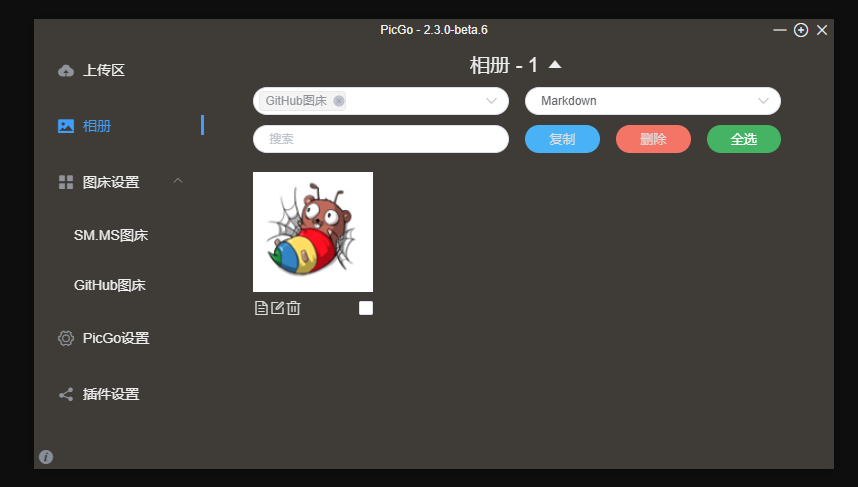 PicGo - 2.3.0-beta.6
上传区
相册
图床设置
SM.MS图床
GitHub图床
PicGo设置
插件设置
相册 - 1
GitHub图床
Markdown
搜索
复制
删除
全选